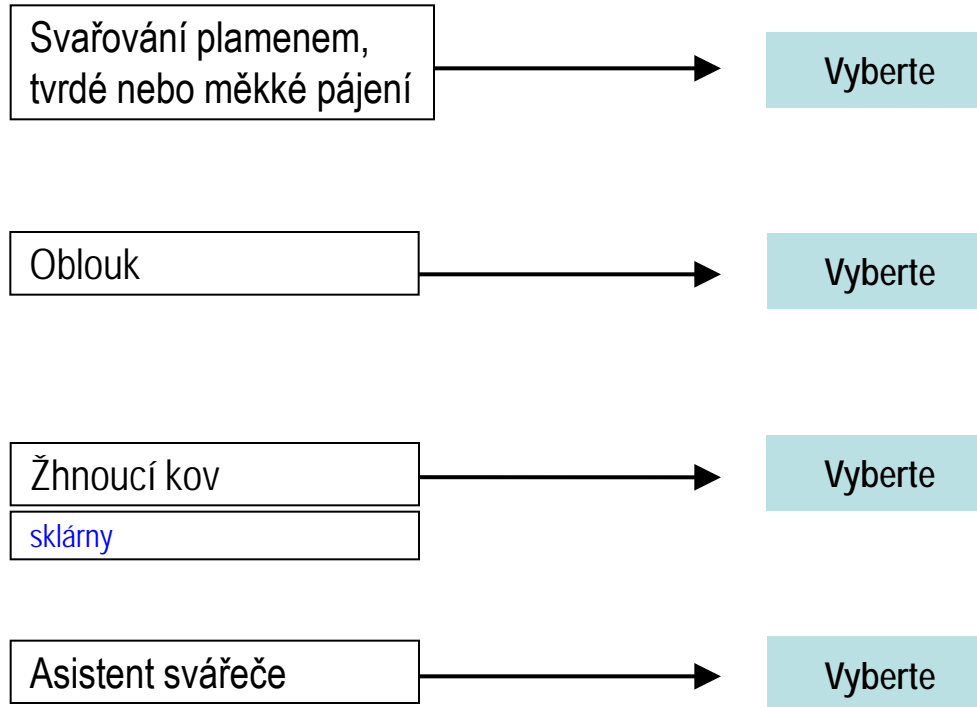 Svařování plamenem,
tvrdé nebo měkké pájení
Vyberte
Oblouk
Vyberte
Žhnoucí kov
Vyberte
sklárny
Asistent svářeče
Vyberte